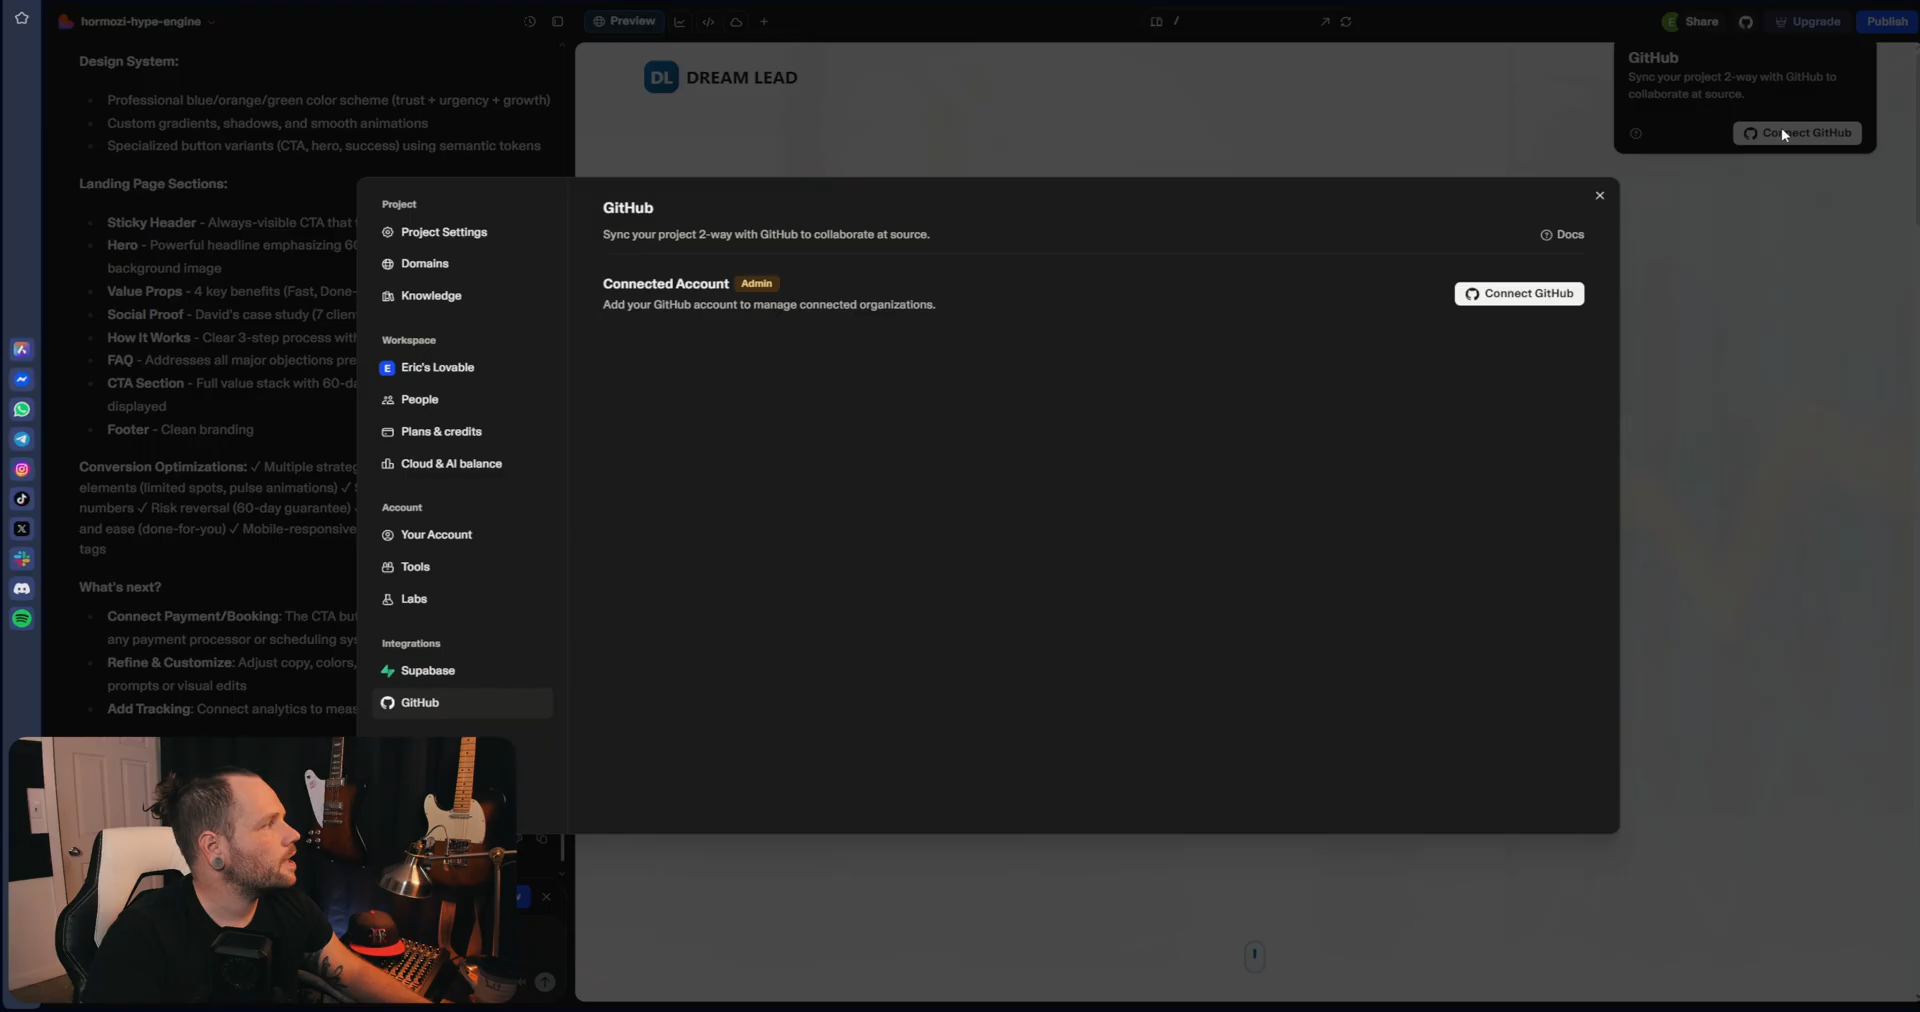 hormozi-hype-engine
Preview
/
E
Share
Upgrade
Publish
Design System:
Professional blue/orange/green color scheme (trust + urgency + growth)
Custom gradients, shadows, and smooth animations
Specialized button variants (CTA, hero, success) using semantic tokens
Landing Page Sections:
Sticky Header - Always-visible CTA that
Hero - Powerful headline emphasizing 60
background image
Value Props - 4 key benefits (Fast, Done-
Social Proof - David's case study (7 clien
How It Works - Clear 3-step process with
FAQ - Addresses all major objections pre
CTA Section - Full value stack with 60-da
displayed
Footer - Clean branding
Conversion Optimizations: ✓ Multiple strateg
elements (limited spots, pulse animations) ✓
numbers ✓ Risk reversal (60-day guarantee)
and ease (done-for-you) ✓ Mobile-responsive
tags
What's next?
Connect Payment/Booking: The CTA but
any payment processor or scheduling sys
Refine & Customize: Adjust copy, colors,
prompts or visual edits
Add Tracking: Connect analytics to meas
DL DREAM LEAD
GitHub
Sync your project 2-way with GitHub to
collaborate at source.
Connect GitHub
Project
Project Settings
Domains
Knowledge
Workspace
E Eric's Lovable
People
Plans & credits
Cloud & AI balance
Account
Your Account
Tools
Labs
Integrations
Supabase
GitHub
GitHub
Sync your project 2-way with GitHub to collaborate at source.
Docs
Connected Account Admin
Add your GitHub account to manage connected organizations.
Connect GitHub